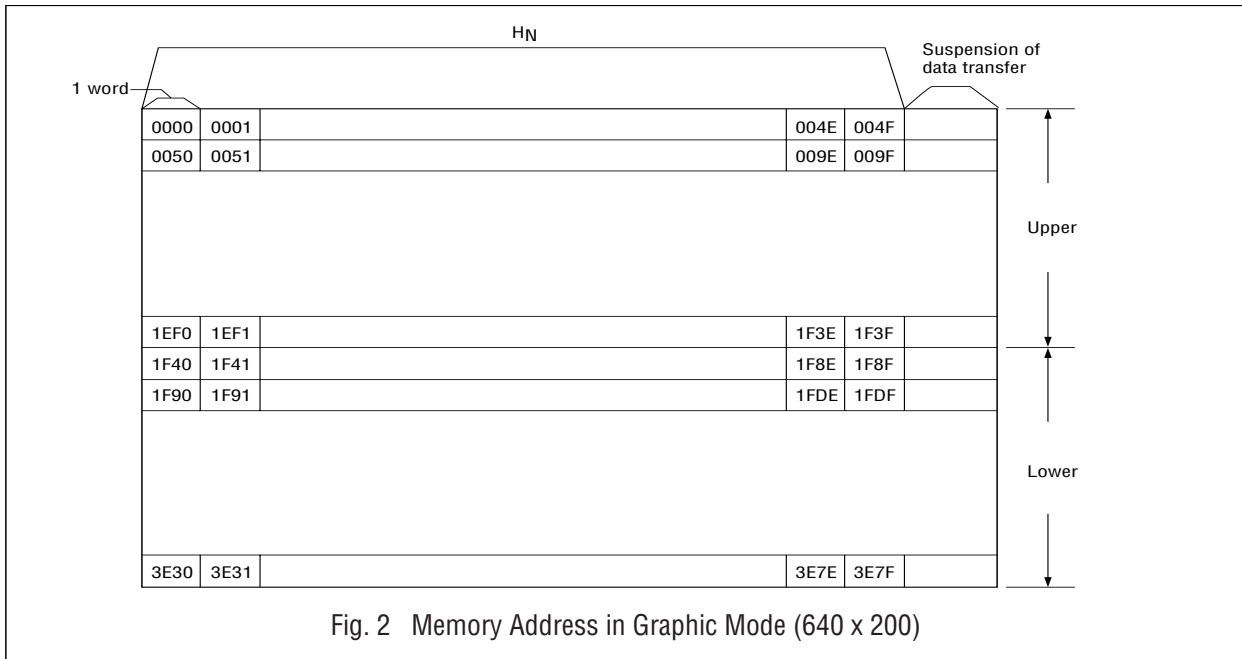 HN
Suspension of
data transfer
1 word
0000 0001 004E 004F
0050 0051 009E 009F
Upper
1EF0 1EF1 1F3E 1F3F
1F40 1F41 1F8E 1F8F
1F90 1F91 1FDE 1FDF
Lower
3E30 3E31 3E7E 3E7F
Fig. 2 Memory Address in Graphic Mode (640 x 200)